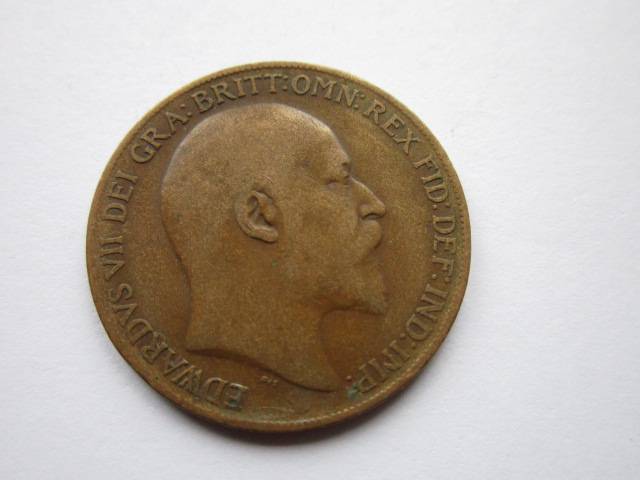 EDWARDVS VII DEI GRA: BRITT: OMN: REX FID: DEF: IND: IMP: